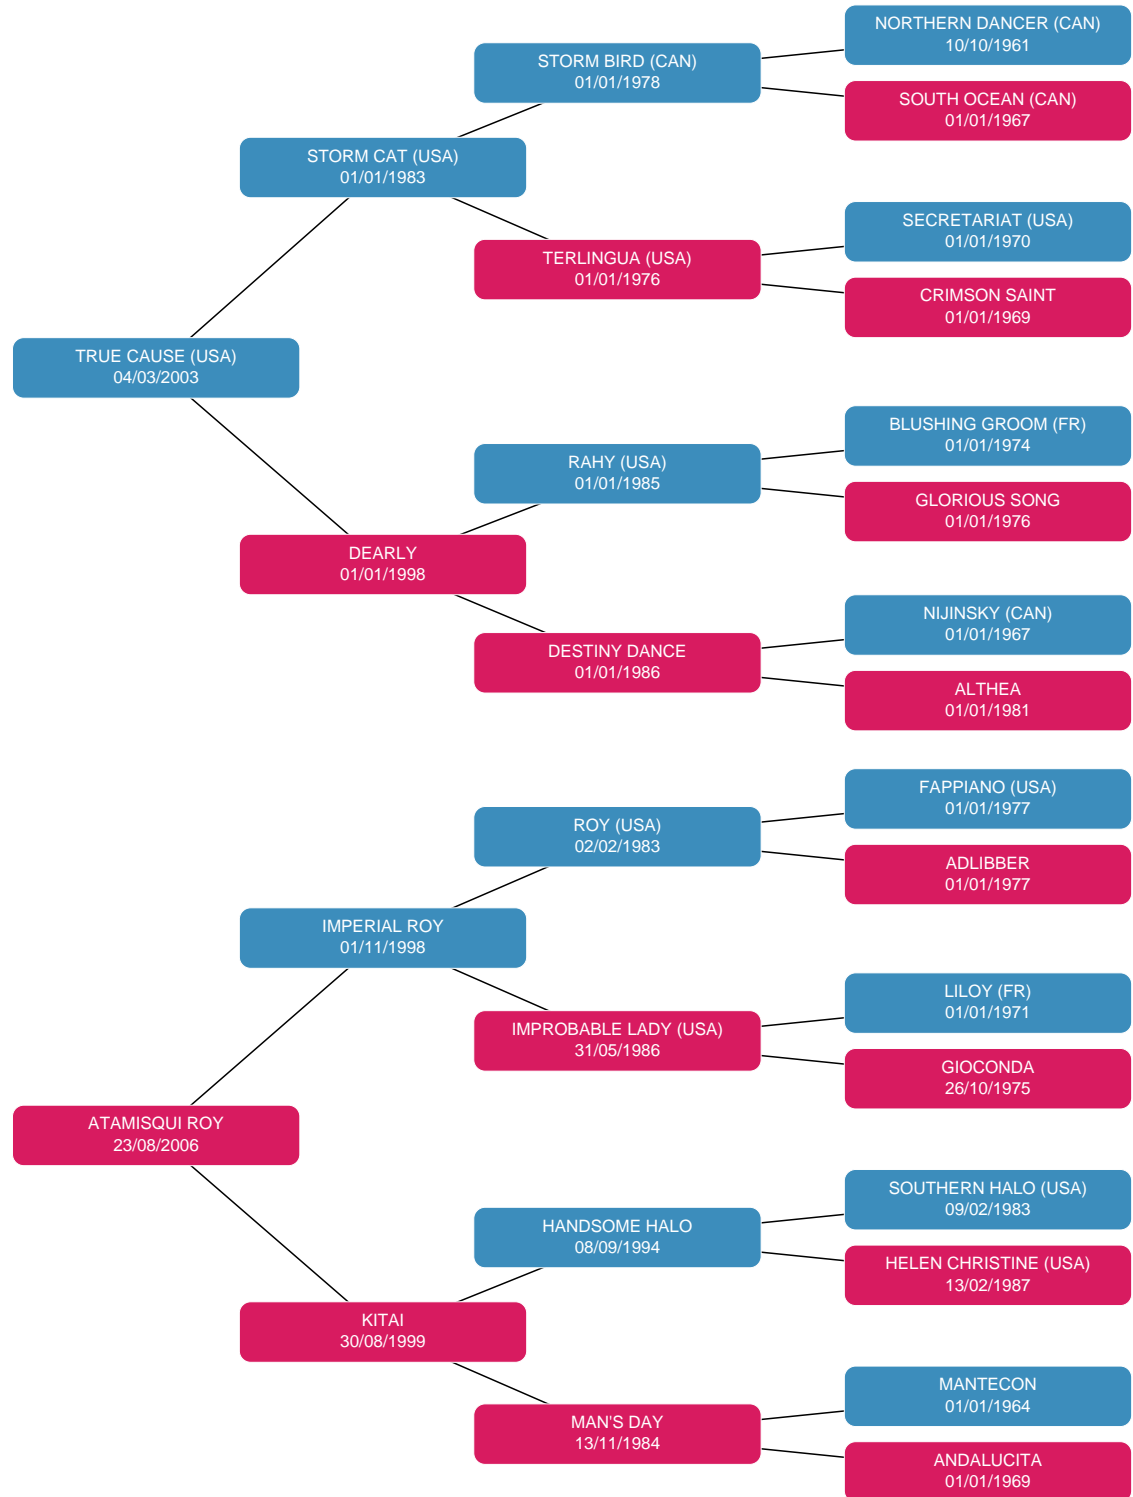 NORTHERN DANCER (CAN)
10/10/1961
STORM BIRD (CAN)
01/01/1978
SOUTH OCEAN (CAN)
01/01/1967
STORM CAT (USA)
01/01/1983
SECRETARIAT (USA)
01/01/1970
TERLINGUA (USA)
01/01/1976
CRIMSON SAINT
01/01/1969
TRUE CAUSE (USA)
04/03/2003
BLUSHING GROOM (FR)
01/01/1974
RAHY (USA)
01/01/1985
GLORIOUS SONG
01/01/1976
DEARLY
01/01/1998
NIJINSKY (CAN)
01/01/1967
DESTINY DANCE
01/01/1986
ALTHEA
01/01/1981
FAPPIANO (USA)
01/01/1977
ROY (USA)
02/02/1983
ADLIBBER
01/01/1977
IMPERIAL ROY
01/11/1998
LILOY (FR)
01/01/1971
IMPROBABLE LADY (USA)
31/05/1986
GIOCONDA
26/10/1975
ATAMISQUI ROY
23/08/2006
SOUTHERN HALO (USA)
09/02/1983
HANDSOME HALO
08/09/1994
HELEN CHRISTINE (USA)
13/02/1987
KITAI
30/08/1999
MANTECON
01/01/1964
MAN'S DAY
13/11/1984
ANDALUCITA
01/01/1969